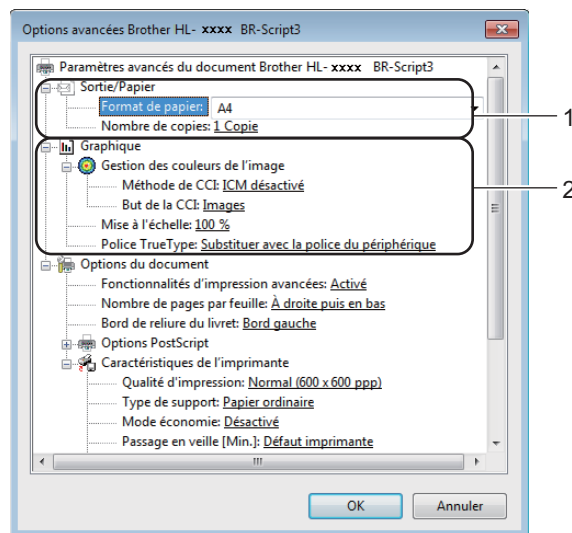 Options avancées Brother HL- xxxx BR-Script3
Paramètres avancés du document Brother HL- xxxx BR-Script3
Sortie/Papier
Format de papier: A4
Nombre de copies: 1 Copie
1
Graphique
Gestion des couleurs de l'image
Méthode de CCI: ICM désactivé
2
But de la CCI: Images
Mise à l'échelle: 100 %
Police TrueType: Substituer avec la police du périphérique
Options du document
Fonctionnalités d'impression avancées: Activé
Nombre de pages par feuille: À droite puis en bas
Bord de reliure du livret: Bord gauche
Options PostScript
Caractéristiques de l'imprimante
Qualité d'impression: Normal (600 x 600 ppp)
Type de support: Papier ordinaire
Mode économie: Désactivé
Passage en veille [Min.]: Défaut imprimante
OK Annuler